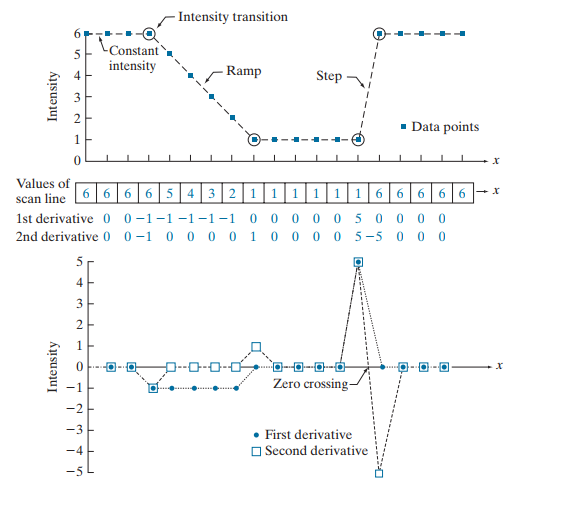 Intensity transition
6
Constant
intensity
5
4
Ramp
Step
3
2
Data points
1
0
x
Intensity
Values of
scan line
6 6 6 6 5 4 3 2 1 1 1 1 1 1 6 6 6 6 6 x
1st derivative 0 0 −1 −1 −1 −1 −1 0 0 0 0 0 5 0 0 0 0
2nd derivative 0 0 −1 0 0 0 0 1 0 0 0 0 5 −5 0 0 0
5
4
3
2
1
0
x
−1
Zero crossing
−2
−3
First derivative
−4
Second derivative
−5
Intensity